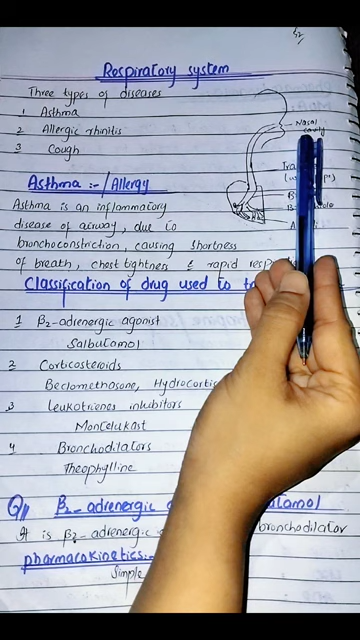 Respiratory system
Three types of diseases
1 Asthma
2 Allergic rhinitis
3 Cough
Nasal
cavity
Asthma :-/Allergy
Asthma is an inflammatory
disease of airway, due to
bronchoconstriction, causing shortness
of breath, chest tightness & rapid
Classification of drug used to
1 β2-adrenergic agonist
Salbutamol
2 Corticosteroids
Beclomethosone,
3 leukotrienes inhibitors
Montelukast
4 Bronchodilators
Theophylline
Q// β2-adrenergic
It is β2-adrenergic bronchodilator
pharmacokinetics:-
Simple